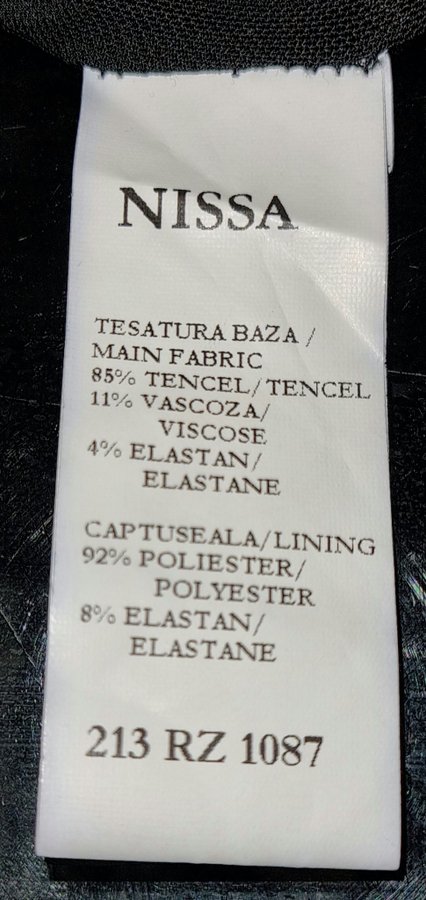 NISSA
TESATURA BAZA /
MAIN FABRIC
85% TENCEL/TENCEL
11% VASCOZA/
VISCOSE
4% ELASTAN/
ELASTANE
CAPTUSEALA/LINING
92% POLIESTER/
POLYESTER
8% ELASTAN/
ELASTANE
213 RZ 1087